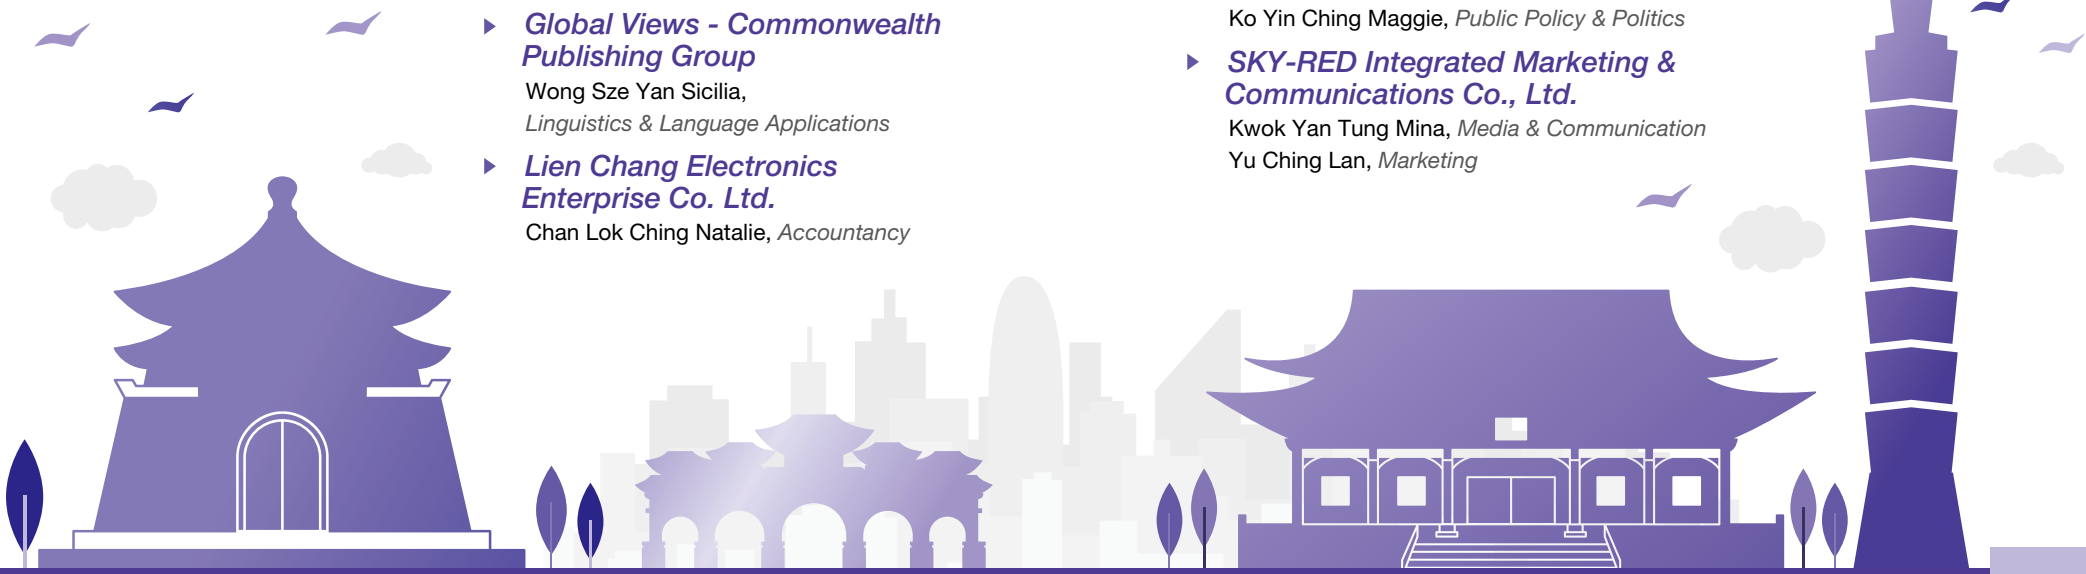 Global Views - Commonwealth
Publishing Group
Wong Sze Yan Sicilia,
Linguistics & Language Applications
Lien Chang Electronics
Enterprise Co. Ltd.
Chan Lok Ching Natalie, Accountancy
Ko Yin Ching Maggie, Public Policy & Politics
SKY-RED Integrated Marketing &
Communications Co., Ltd.
Kwok Yan Tung Mina, Media & Communication
Yu Ching Lan, Marketing